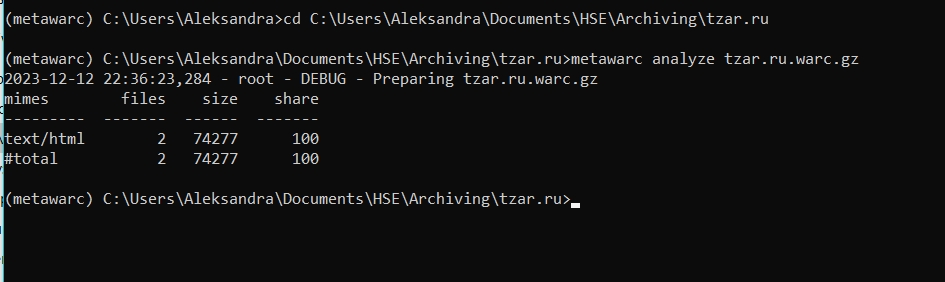 (metawarc) C:\Users\Aleksandra>cd C:\Users\Aleksandra\Documents\HSE\Archiving\tzar.ru
(metawarc) C:\Users\Aleksandra\Documents\HSE\Archiving\tzar.ru>metawarc analyze tzar.ru.warc.gz
2023-12-12 22:36:23,284 - root - DEBUG - Preparing tzar.ru.warc.gz
mimes        files    size    share
---------  -------  ------  -------
text/html        2   74277      100
#total           2   74277      100
(metawarc) C:\Users\Aleksandra\Documents\HSE\Archiving\tzar.ru>